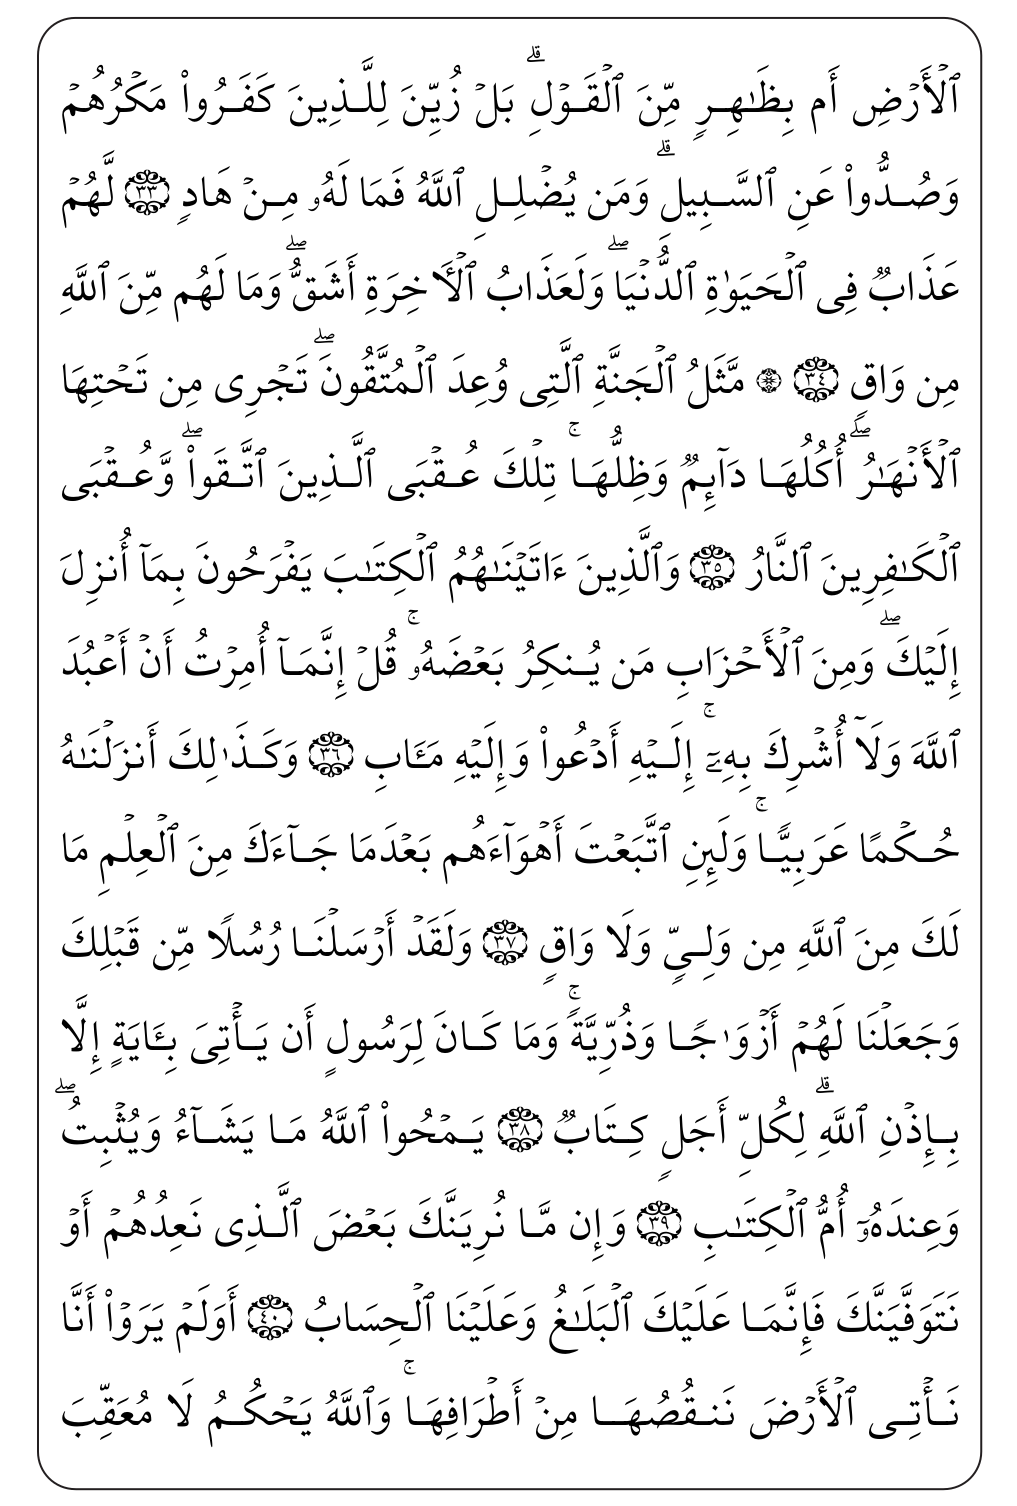 ٱلۡأَرۡضِ أَم بِظَٰهِرٖ مِّنَ ٱلۡقَوۡلِۗ بَلۡ زُيِّنَ لِلَّذِينَ كَفَرُواْ مَكۡرُهُمۡ
وَصُدُّواْ عَنِ ٱلسَّبِيلِۗ وَمَن يُضۡلِلِ ٱللَّهُ فَمَا لَهُۥ مِنۡ هَادٖ ٣٣ لَّهُمۡ
عَذَابٞ فِي ٱلۡحَيَوٰةِ ٱلدُّنۡيَاۖ وَلَعَذَابُ ٱلۡأٓخِرَةِ أَشَقُّۖ وَمَا لَهُم مِّنَ ٱللَّهِ
مِن وَاقٖ ٣٤ ۞ مَّثَلُ ٱلۡجَنَّةِ ٱلَّتِي وُعِدَ ٱلۡمُتَّقُونَۖ تَجۡرِي مِن تَحۡتِهَا
ٱلۡأَنۡهَٰرُۖ أُكُلُهَا دَآئِمٞ وَظِلُّهَاۚ تِلۡكَ عُقۡبَى ٱلَّذِينَ ٱتَّقَواْۖ وَّعُقۡبَى
ٱلۡكَٰفِرِينَ ٱلنَّارُ ٣٥ وَٱلَّذِينَ ءَاتَيۡنَٰهُمُ ٱلۡكِتَٰبَ يَفۡرَحُونَ بِمَآ أُنزِلَ
إِلَيۡكَۖ وَمِنَ ٱلۡأَحۡزَابِ مَن يُنكِرُ بَعۡضَهُۥۚ قُلۡ إِنَّمَآ أُمِرۡتُ أَنۡ أَعۡبُدَ
ٱللَّهَ وَلَآ أُشۡرِكَ بِهِۦٓۚ إِلَيۡهِ أَدۡعُواْ وَإِلَيۡهِ مَـَٔابِ ٣٦ وَكَذَٰلِكَ أَنزَلۡنَٰهُ
حُكۡمًا عَرَبِيّٗاۚ وَلَئِنِ ٱتَّبَعۡتَ أَهۡوَآءَهُم بَعۡدَمَا جَآءَكَ مِنَ ٱلۡعِلۡمِ مَا
لَكَ مِنَ ٱللَّهِ مِن وَلِيّٖ وَلَا وَاقٖ ٣٧ وَلَقَدۡ أَرۡسَلۡنَا رُسُلٗا مِّن قَبۡلِكَ
وَجَعَلۡنَا لَهُمۡ أَزۡوَٰجٗا وَذُرِّيَّةٗۚ وَمَا كَانَ لِرَسُولٍ أَن يَأۡتِيَ بِـَٔايَةٍ إِلَّا
بِإِذۡنِ ٱللَّهِۗ لِكُلِّ أَجَلٖ كِتَابٞ ٣٨ يَمۡحُواْ ٱللَّهُ مَا يَشَآءُ وَيُثۡبِتُۖ
وَعِندَهُۥٓ أُمُّ ٱلۡكِتَٰبِ ٣٩ وَإِن مَّا نُرِيَنَّكَ بَعۡضَ ٱلَّذِي نَعِدُهُمۡ أَوۡ
نَتَوَفَّيَنَّكَ فَإِنَّمَا عَلَيۡكَ ٱلۡبَلَٰغُ وَعَلَيۡنَا ٱلۡحِسَابُ ٤٠ أَوَلَمۡ يَرَوۡاْ أَنَّا
نَأۡتِي ٱلۡأَرۡضَ نَنقُصُهَا مِنۡ أَطۡرَافِهَاۚ وَٱللَّهُ يَحۡكُمُ لَا مُعَقِّبَ